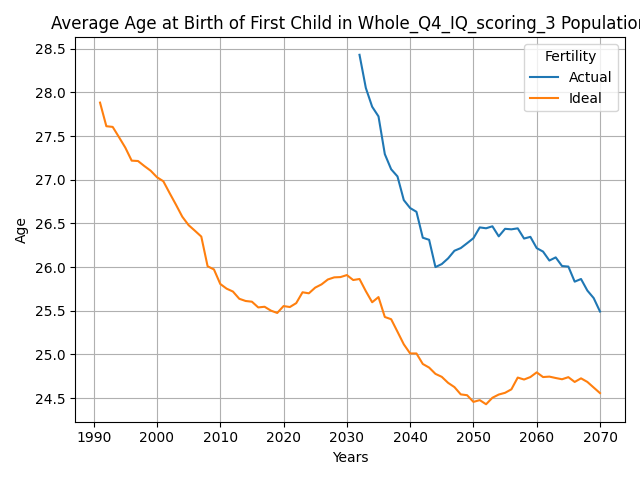 Average Age at Birth of First Child in Whole_Q4_IQ_scoring_3 Population
Fertility
Actual
Ideal
28.5
28.0
27.5
27.0
26.5
26.0
25.5
25.0
24.5
Age
1990 2000 2010 2020 2030 2040 2050 2060 2070
Years